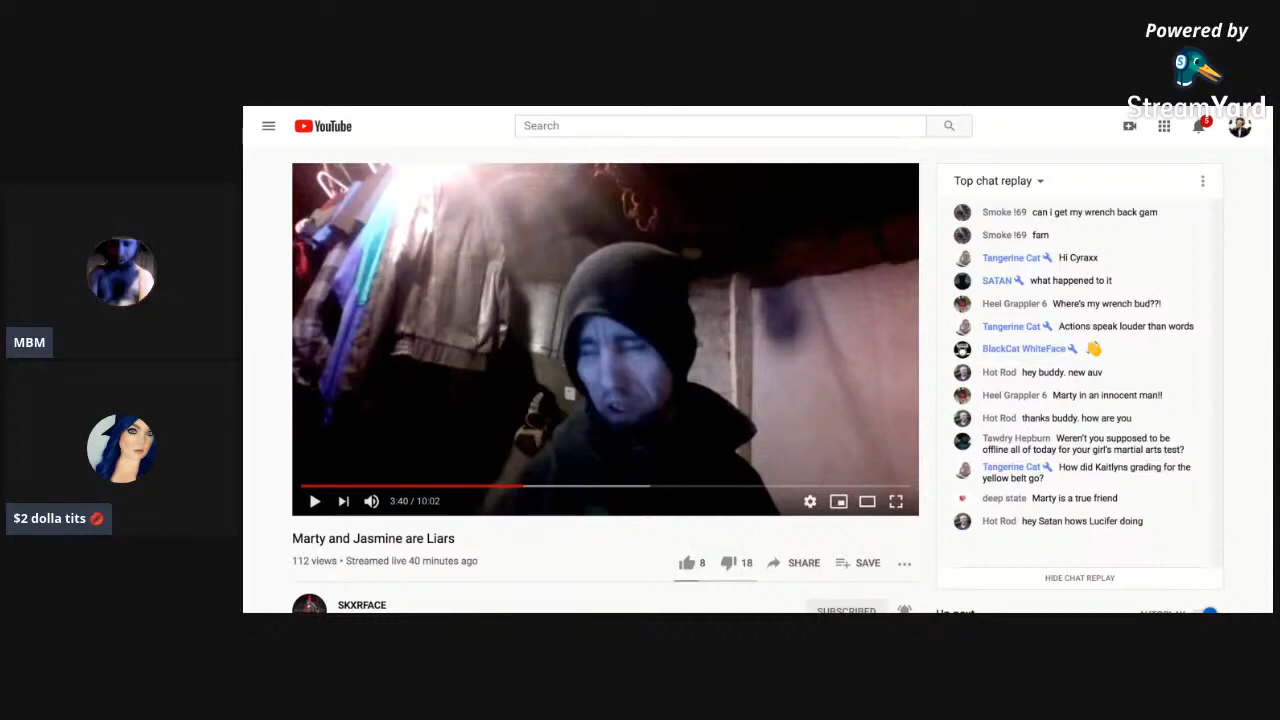 Powered by
StreamYard
YouTube
Search
5
Top chat replay
Smoke !69 can i get my wrench back gam
Smoke !69 fam
Tangerine Cat Hi Cyraxx
SATAN what happened to it
Heel Grappler 6 Where's my wrench bud??!
Tangerine Cat Actions speak louder than words
BlackCat WhiteFace
Hot Rod hey buddy. new auv
Heel Grappler 6 Marty in an innocent man!!
Hot Rod thanks buddy. how are you
Tawdry Hepburn Weren't you supposed to be
offline all of today for your girl's martial arts test?
Tangerine Cat How did Kaitlyns grading for the
yellow belt go?
deep state Marty is a true friend
Hot Rod hey Satan hows Lucifer doing
HIDE CHAT REPLAY
MBM
$2 dolla tits
3:40 / 10:02
Marty and Jasmine are Liars
112 views • Streamed live 40 minutes ago
8 18 SHARE SAVE
SKXRFACE
SUBSCRIBED
Up next
AUTOPLAY